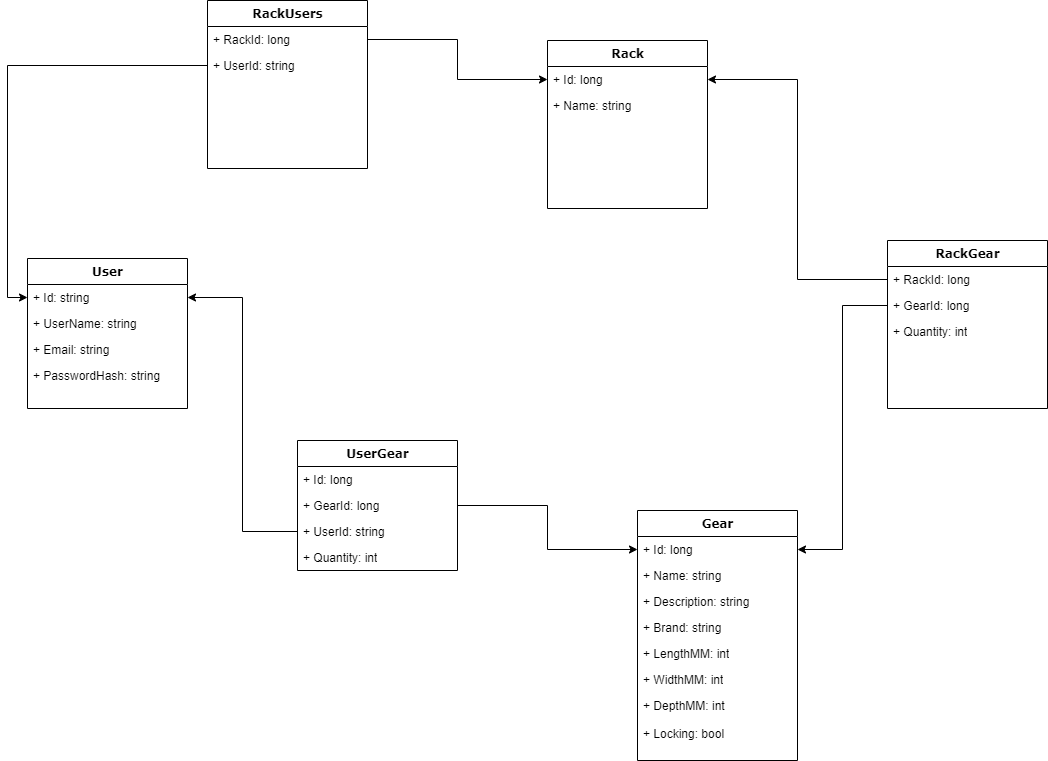 RackUsers
+ RackId: long
+ UserId: string
Rack
+ Id: long
+ Name: string
RackGear
+ RackId: long
+ GearId: long
+ Quantity: int
User
+ Id: string
+ UserName: string
+ Email: string
+ PasswordHash: string
UserGear
+ Id: long
+ GearId: long
+ UserId: string
+ Quantity: int
Gear
+ Id: long
+ Name: string
+ Description: string
+ Brand: string
+ LengthMM: int
+ WidthMM: int
+ DepthMM: int
+ Locking: bool